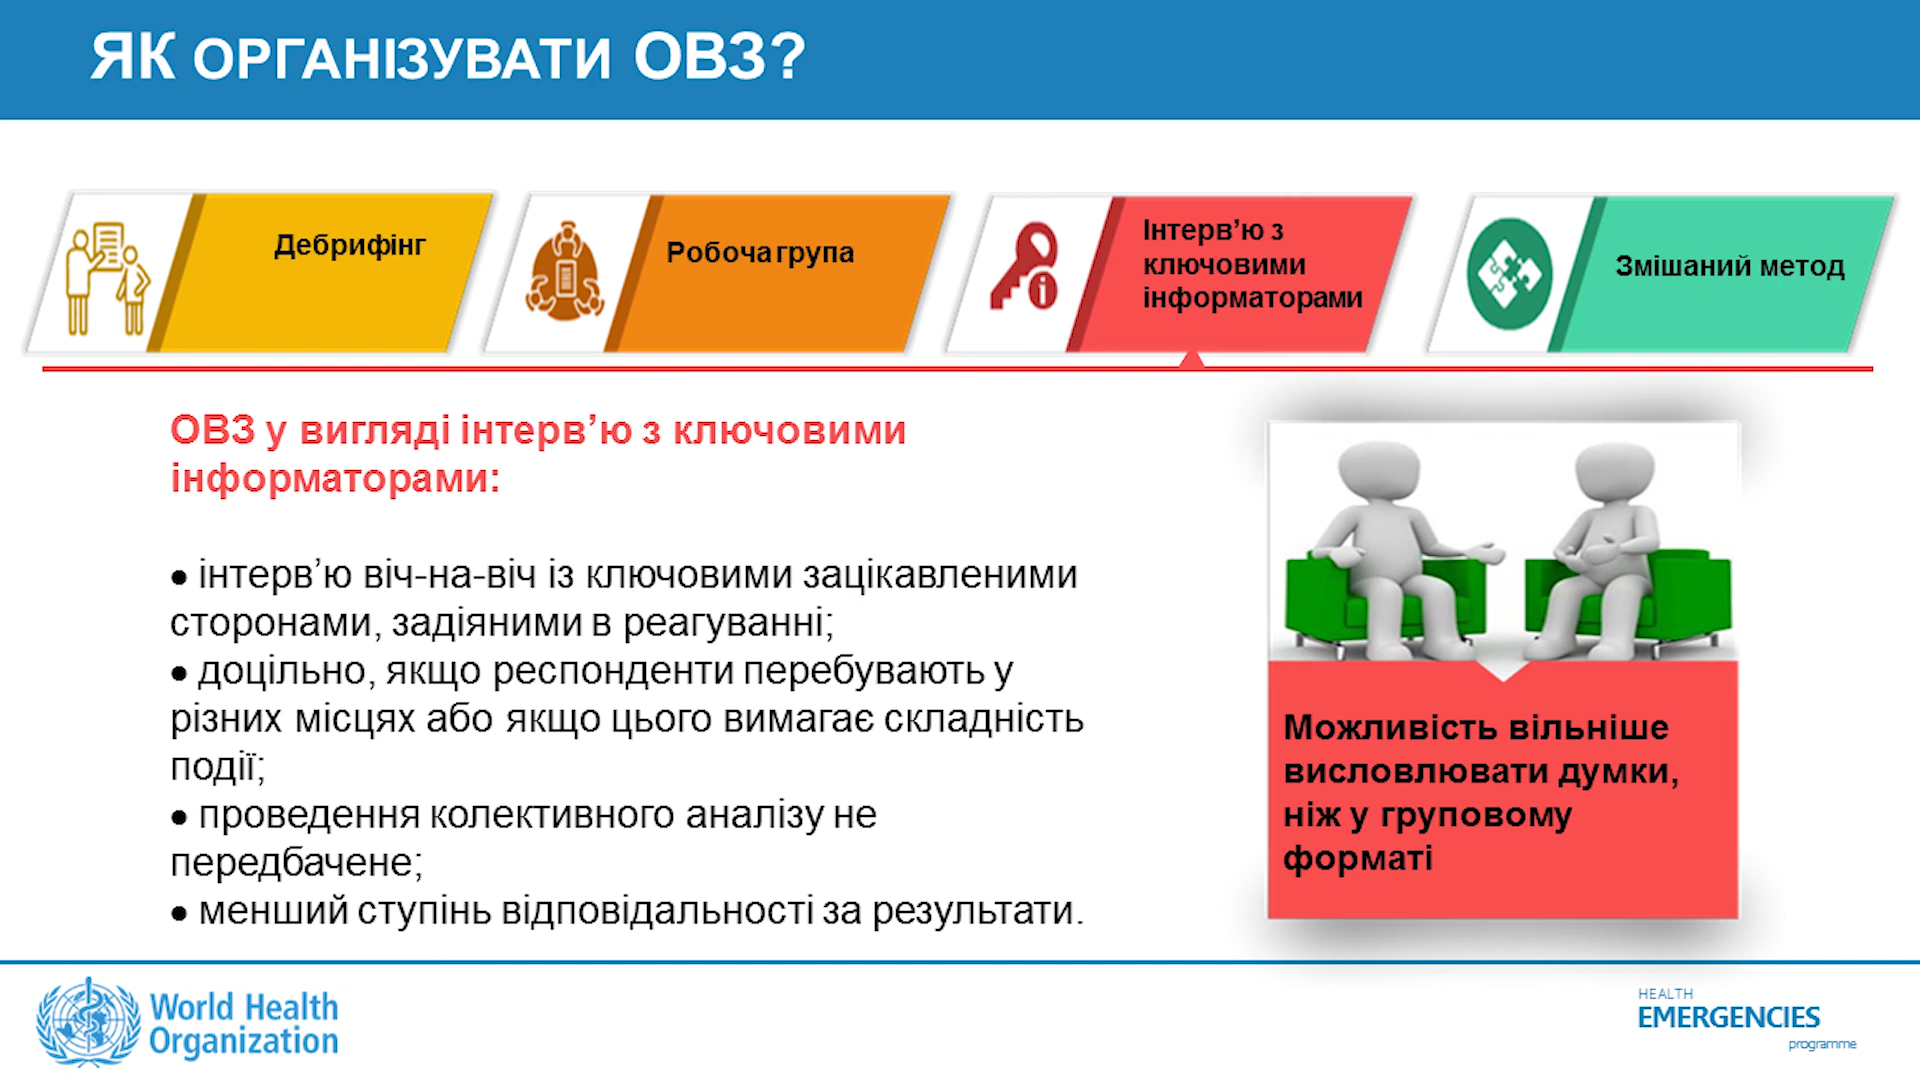 ЯК ОРГАНІЗУВАТИ ОВЗ?
Дебрифінг
Робоча група
Інтерв’ю з
ключовими
інформаторами
Змішаний метод
ОВЗ у вигляді інтерв’ю з ключовими
інформаторами:
• інтерв’ю віч-на-віч із ключовими зацікавленими
сторонами, задіяними в реагуванні;
• доцільно, якщо респонденти перебувають у
різних місцях або якщо цього вимагає складність
події;
• проведення колективного аналізу не
передбачене;
• менший ступінь відповідальності за результати.
Можливість вільніше
висловлювати думки,
ніж у груповому
форматі
World Health
Organization
HEALTH
EMERGENCIES
programme